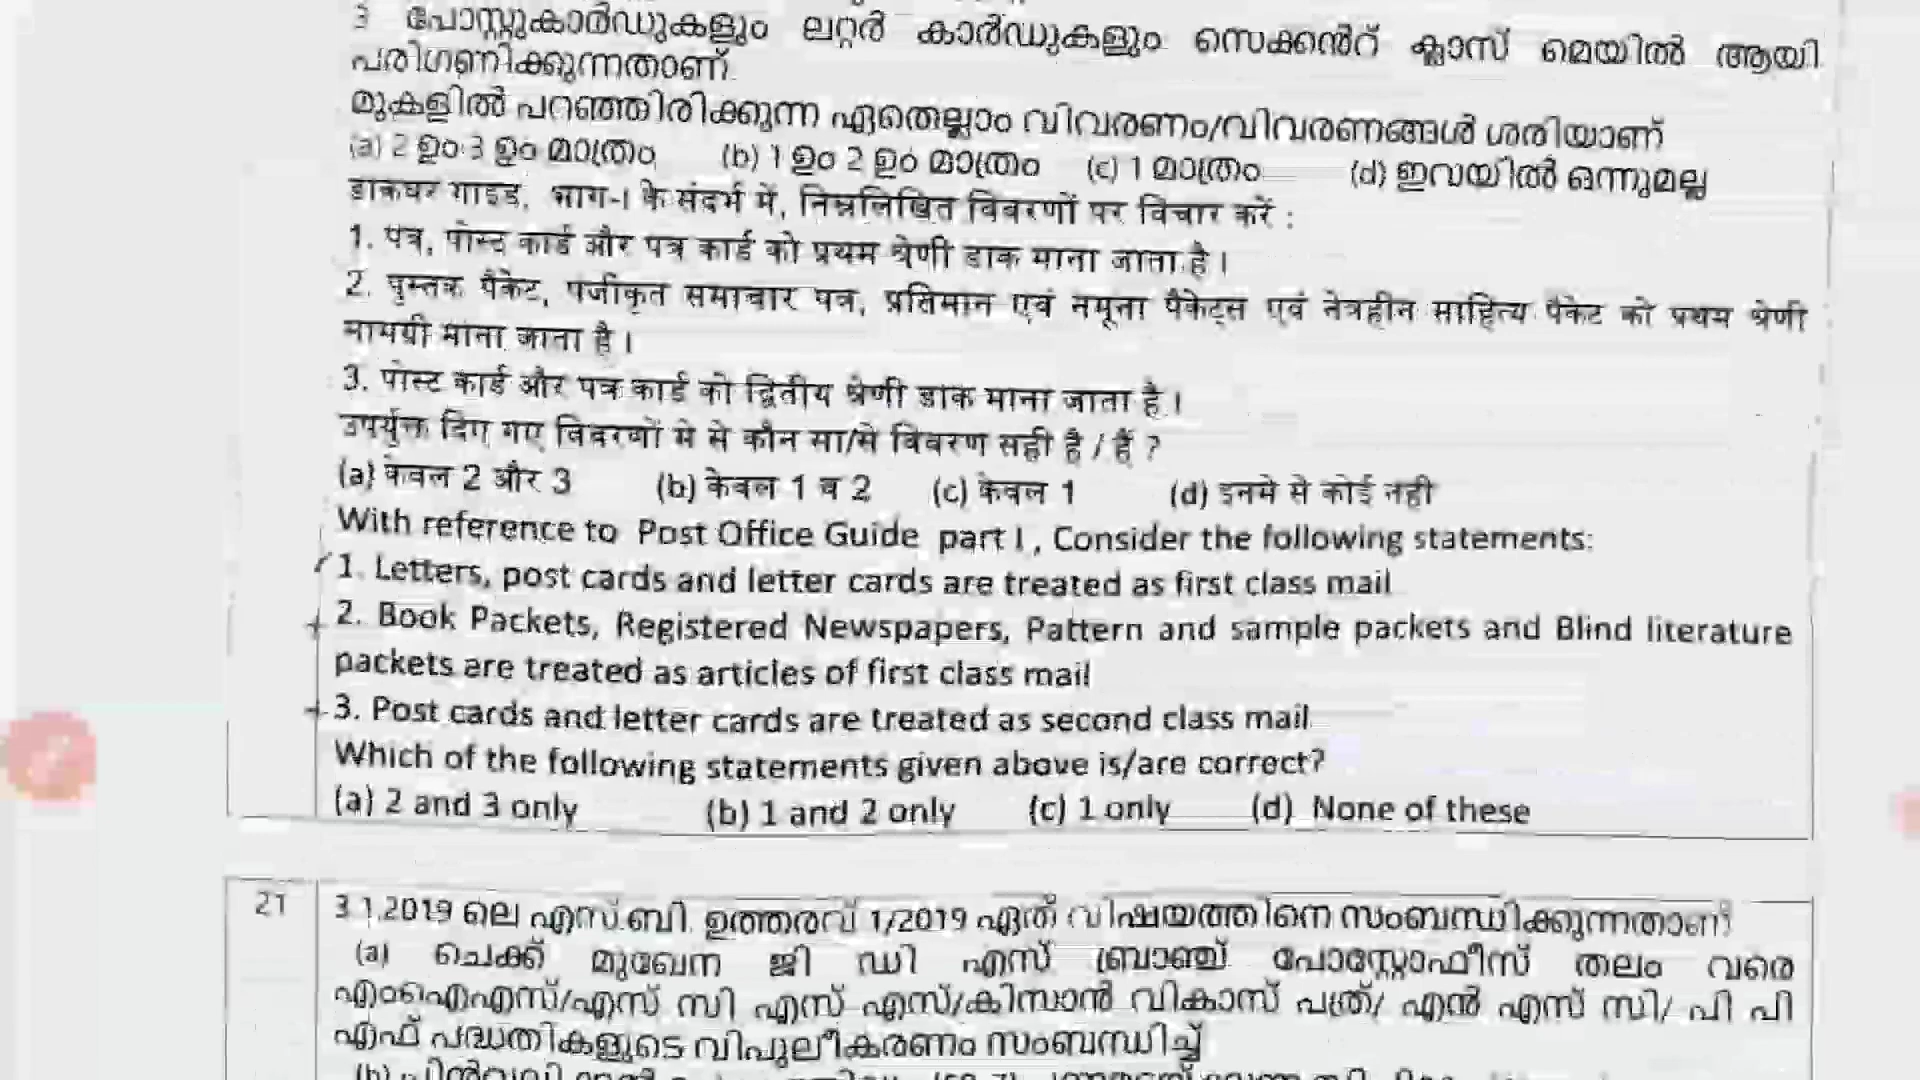 3 പോസ്റ്റുകാർഡുകളും ലറ്റർ കാർഡുകളും സെക്കൻറ് ക്ലാസ് മെയിൽ ആയി
പരിഗണിക്കുന്നതാണ്.
മുകളിൽ പറഞ്ഞിരിക്കുന്ന ഏതെല്ലാം വിവരണം/വിവരണങ്ങൾ ശരിയാണ്
(a) 2 ഉം 3 ഉം മാത്രം (b) 1 ഉം 2 ഉം മാത്രം (c) 1 മാത്രം (d) ഇവയിൽ ഒന്നുമല്ല
डाकघर गाइड, भाग-I के संदर्भ में, निम्नलिखित विवरणों पर विचार करें :
1. पत्र, पोस्ट कार्ड और पत्र कार्ड को प्रथम श्रेणी डाक माना जाता है।
2. पुस्तक पैकेट, पंजीकृत समाचार पत्र, प्रतिमान एवं नमूना पैकेट्स एवं नेत्रहीन साहित्य पैकेट को प्रथम श्रेणी
सामग्री माना जाता है।
3. पोस्ट कार्ड और पत्र कार्ड को द्वितीय श्रेणी डाक माना जाता है।
उपर्युक्त दिए गए विवरणों मे से कौन सा/से विवरण सही है / हैं ?
(a) केवल 2 और 3 (b) केवल 1 व 2 (c) केवल 1 (d) इनमे से कोई नही
With reference to Post Office Guide part I, Consider the following statements:
1. Letters, post cards and letter cards are treated as first class mail
2. Book Packets, Registered Newspapers, Pattern and sample packets and Blind literature
packets are treated as articles of first class mail
3. Post cards and letter cards are treated as second class mail
Which of the following statements given above is/are correct?
(a) 2 and 3 only (b) 1 and 2 only (c) 1 only (d) None of these
21 3.1.2019 ലെ എസ്.ബി. ഉത്തരവ് 1/2019 ഏത് വിഷയത്തിനെ സംബന്ധിക്കുന്നതാണ്
(a) ചെക്ക് മുഖേന ജി ഡി എസ് ബ്രാഞ്ച് പോസ്റ്റോഫീസ് തലം വരെ
എംഐഎസ്/എസ് സി എസ് എസ്/കിസാൻ വികാസ് പത്ര്/ എൻ എസ് സി/ പി പി
എഫ് പദ്ധതികളുടെ വിപുലീകരണം സംബന്ധിച്ച്